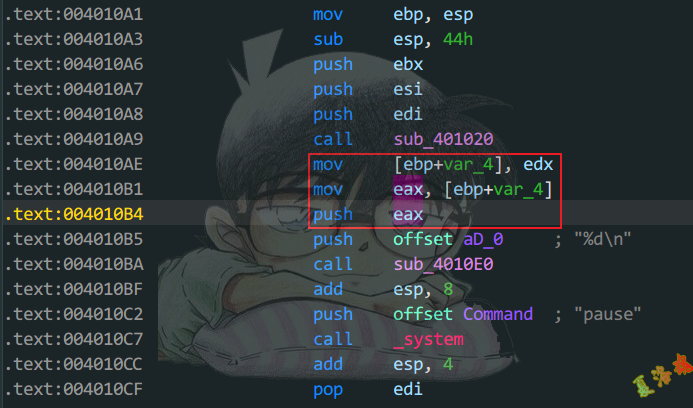 .text:004010A1 mov ebp, esp
.text:004010A3 sub esp, 44h
.text:004010A6 push ebx
.text:004010A7 push esi
.text:004010A8 push edi
.text:004010A9 call sub_401020
.text:004010AE mov [ebp+var_4], edx
.text:004010B1 mov eax, [ebp+var_4]
.text:004010B4 push eax
.text:004010B5 push offset aD_0 ; "%d\n"
.text:004010BA call sub_4010E0
.text:004010BF add esp, 8
.text:004010C2 push offset Command ; "pause"
.text:004010C7 call _system
.text:004010CC add esp, 4
.text:004010CF pop edi